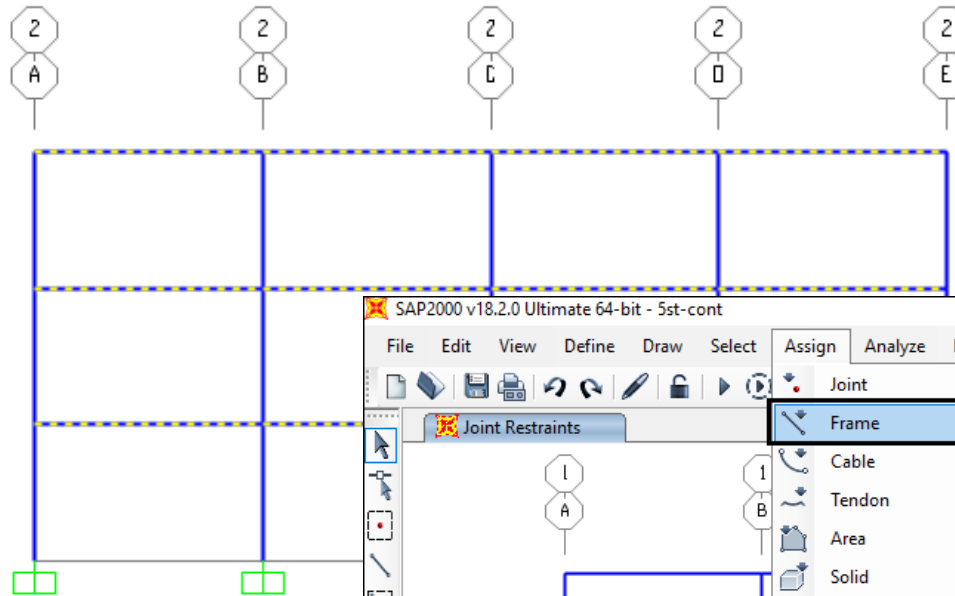 2 2 2 2 2
A B C D E
SAP2000 v18.2.0 Ultimate 64-bit - 5st-cont
File Edit View Define Draw Select Assign Analyze
Joint
Joint Restraints
Frame
1 1
A B
Cable
Tendon
Area
Solid